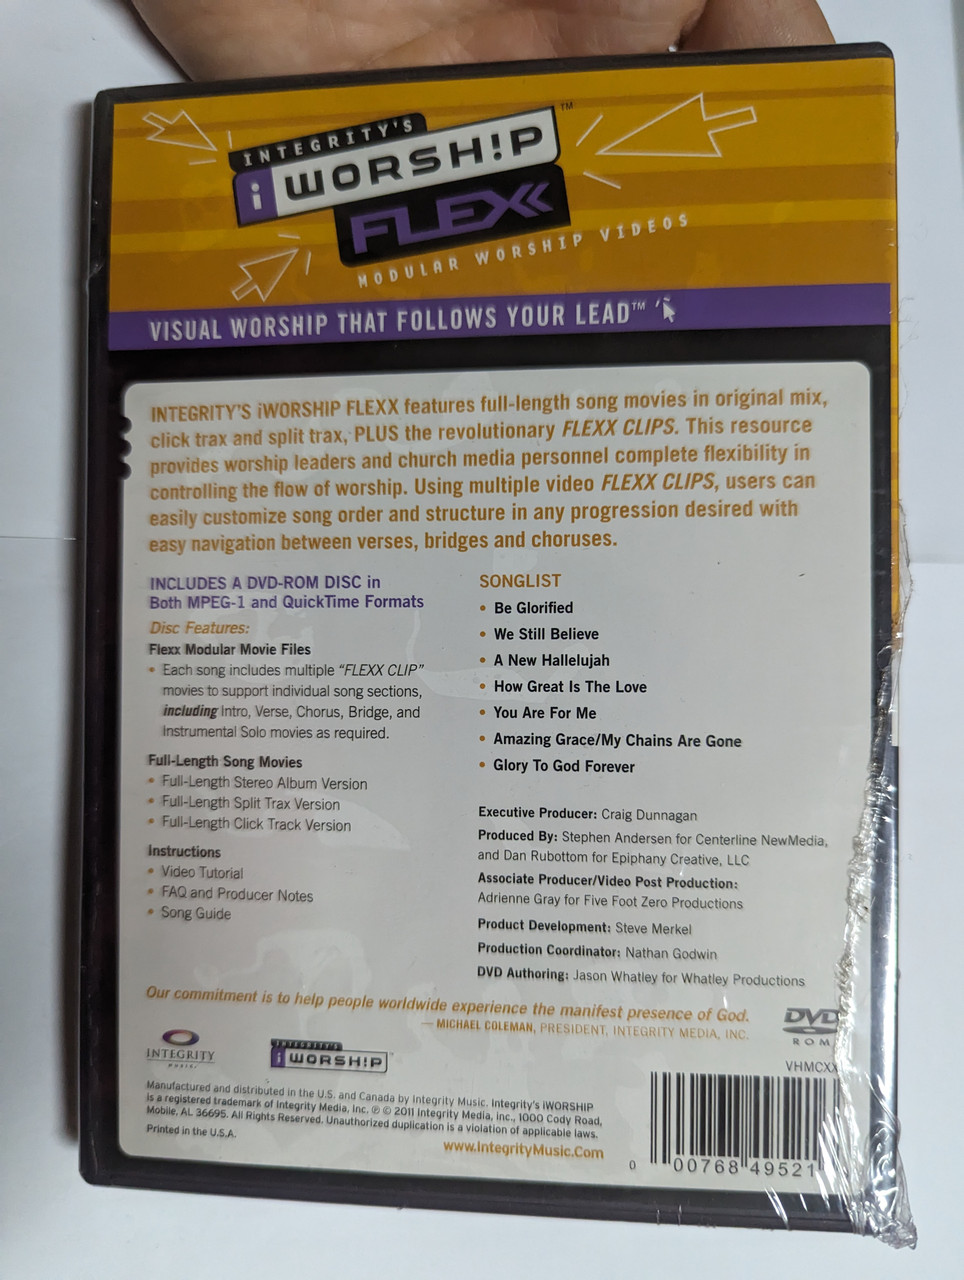 INTEGRITY'S
i WORSH!P™
FLEXX
MODULAR WORSHIP VIDEOS
VISUAL WORSHIP THAT FOLLOWS YOUR LEAD™
INTEGRITY'S iWORSHIP FLEXX features full-length song movies in original mix,
click trax and split trax, PLUS the revolutionary FLEXX CLIPS. This resource
provides worship leaders and church media personnel complete flexibility in
controlling the flow of worship. Using multiple video FLEXX CLIPS, users can
easily customize song order and structure in any progression desired with
easy navigation between verses, bridges and choruses.
INCLUDES A DVD-ROM DISC in
Both MPEG-1 and QuickTime Formats
Disc Features:
Flexx Modular Movie Files
• Each song includes multiple “FLEXX CLIP”
movies to support individual song sections,
including Intro, Verse, Chorus, Bridge, and
Instrumental Solo movies as required.
Full-Length Song Movies
• Full-Length Stereo Album Version
• Full-Length Split Trax Version
• Full-Length Click Track Version
Instructions
• Video Tutorial
• FAQ and Producer Notes
• Song Guide
SONGLIST
• Be Glorified
• We Still Believe
• A New Hallelujah
• How Great Is The Love
• You Are For Me
• Amazing Grace/My Chains Are Gone
• Glory To God Forever
Executive Producer: Craig Dunnagan
Produced By: Stephen Andersen for Centerline NewMedia,
and Dan Rubottom for Epiphany Creative, LLC
Associate Producer/Video Post Production:
Adrienne Gray for Five Foot Zero Productions
Product Development: Steve Merkel
Production Coordinator: Nathan Godwin
DVD Authoring: Jason Whatley for Whatley Productions
Our commitment is to help people worldwide experience the manifest presence of God.
— MICHAEL COLEMAN, PRESIDENT, INTEGRITY MEDIA, INC.
DVD
ROM
INTEGRITY
MUSIC
INTEGRITY'S
i WORSH!P
VHMCXX
Manufactured and distributed in the U.S. and Canada by Integrity Music. Integrity's iWORSHIP
is a registered trademark of Integrity Media, Inc. ℗ © 2011 Integrity Media, Inc., 1000 Cody Road,
Mobile, AL 36695. All Rights Reserved. Unauthorized duplication is a violation of applicable laws.
Printed in the U.S.A.
www.IntegrityMusic.com
0 00768 49521